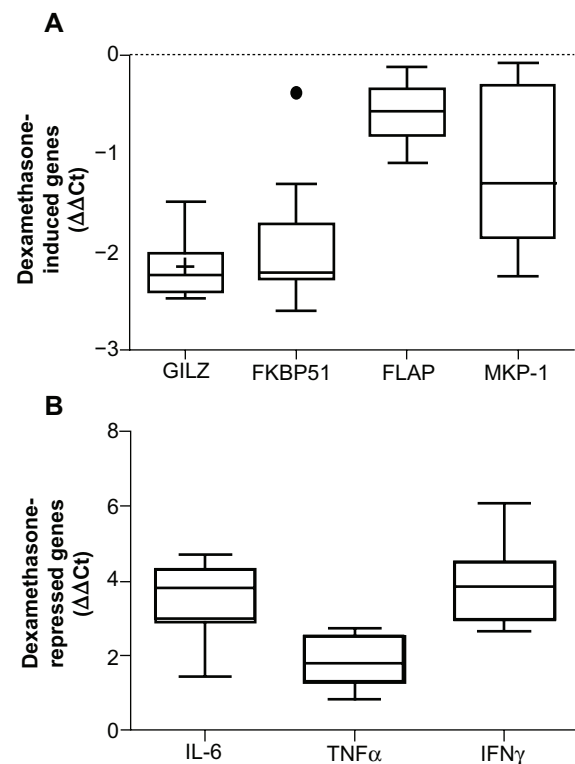 A
Dexamethasone-
induced genes
(ΔΔCt)
0
−1
−2
−3
GILZ
FKBP51
FLAP
MKP-1
B
Dexamethasone-
repressed genes
(ΔΔCt)
8
6
4
2
0
IL-6
TNFα
IFNγ